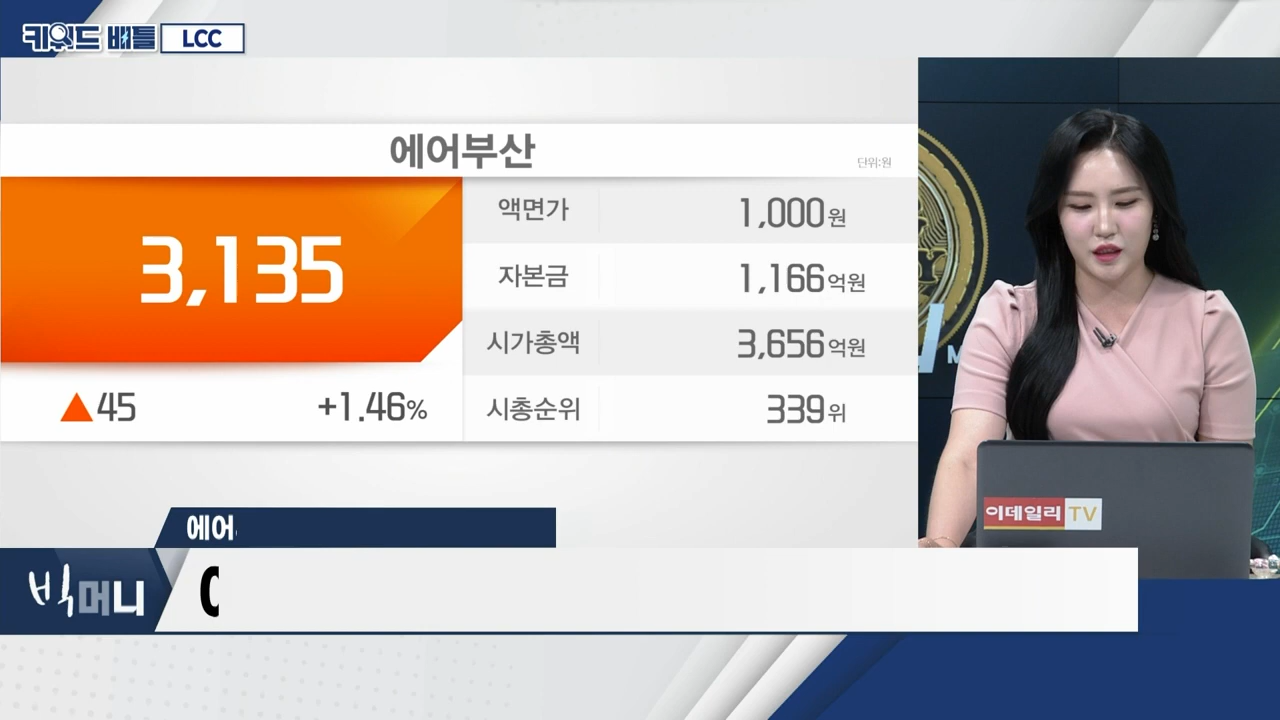 키워드 배틀 LCC
에어부산
단위:원
3,135
▲45 +1.46%
액면가 1,000원
자본금 1,166억원
시가총액 3,656억원
시총순위 339위
이데일리 TV
에어
빅머니